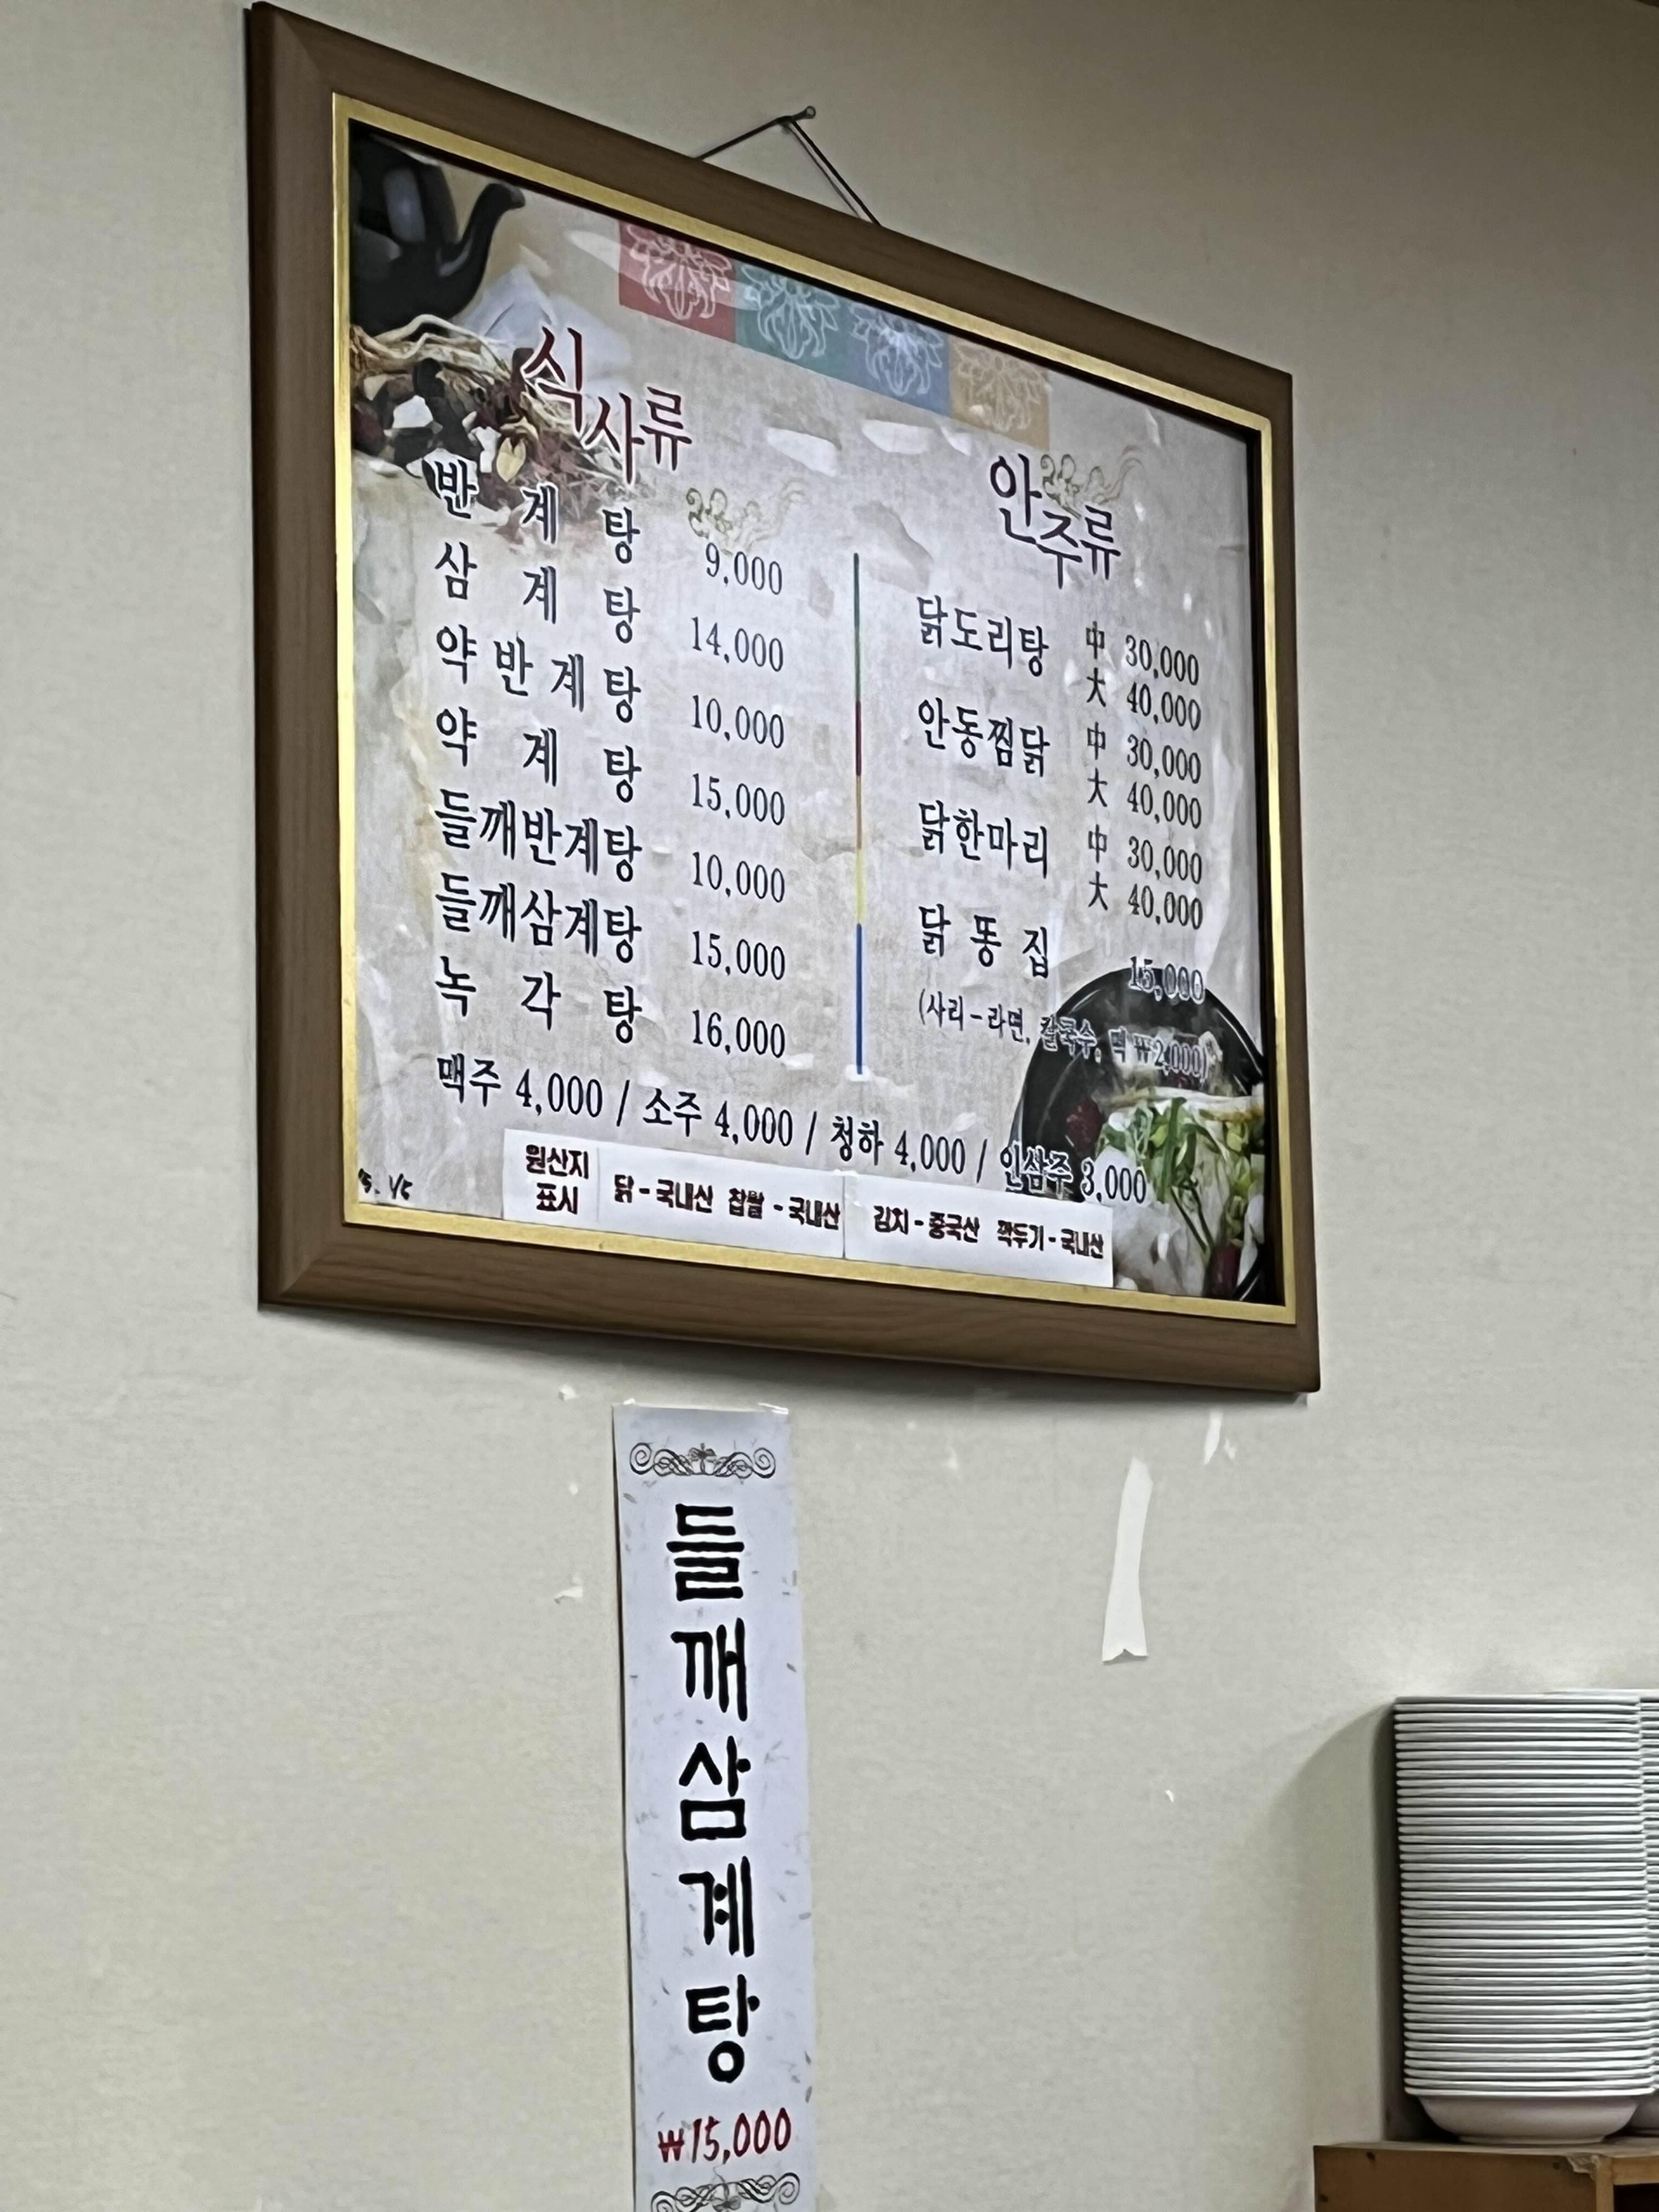 식사류
반계탕 9,000
삼계탕 14,000
약반계탕 10,000
약계탕 15,000
들깨반계탕 10,000
들깨삼계탕 15,000
녹각탕 16,000
안주류
닭도리탕 中 30,000
大 40,000
안동찜닭 中 30,000
大 40,000
닭한마리 中 30,000
大 40,000
닭똥집 15,000
(사리-라면, 칼국수, 떡 ₩2,000)
맥주 4,000 / 소주 4,000 / 청하 4,000 / 인삼주 3,000
원산지
표시
닭-국내산 찹쌀-국내산 김치-중국산 깍두기-국내산
들깨삼계탕
₩15,000